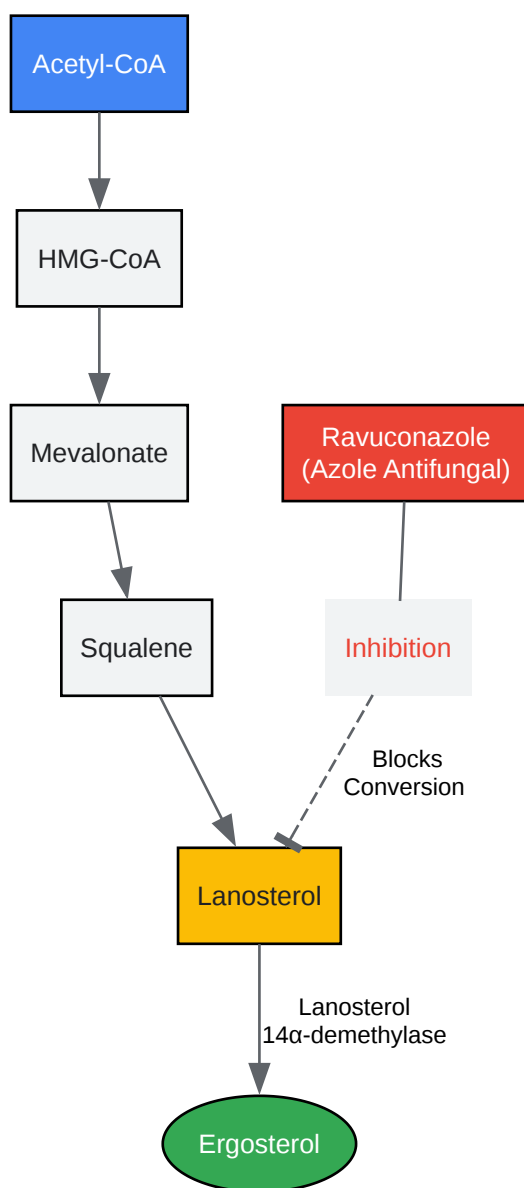 Acetyl-CoA
HMG-CoA
Mevalonate
Ravuconazole
(Azole Antifungal)
Squalene
Inhibition
Blocks
Conversion
Lanosterol
Lanosterol
14α-demethylase
Ergosterol